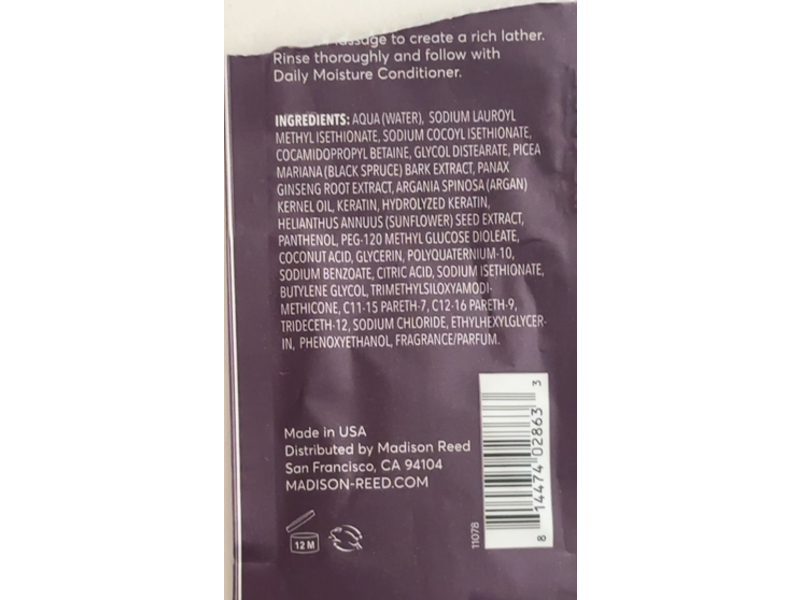 to create a rich lather.
Rinse thoroughly and follow with
Daily Moisture Conditioner.
INGREDIENTS: AQUA (WATER), SODIUM LAUROYL
METHYL ISETHIONATE, SODIUM COCOYL ISETHIONATE,
COCAMIDOPROPYL BETAINE, GLYCOL DISTEARATE, PICEA
MARIANA (BLACK SPRUCE) BARK EXTRACT, PANAX
GINSENG ROOT EXTRACT, ARGANIA SPINOSA (ARGAN)
KERNEL OIL, KERATIN, HYDROLYZED KERATIN,
HELIANTHUS ANNUUS (SUNFLOWER) SEED EXTRACT,
PANTHENOL, PEG-120 METHYL GLUCOSE DIOLEATE,
COCONUT ACID, GLYCERIN, POLYQUATERNIUM-10,
SODIUM BENZOATE, CITRIC ACID, SODIUM ISETHIONATE,
BUTYLENE GLYCOL, TRIMETHYLSILOXYAMODI-
METHICONE, C11-15 PARETH-7, C12-16 PARETH-9,
TRIDECETH-12, SODIUM CHLORIDE, ETHYLHEXYLGLYCER-
IN, PHENOXYETHANOL, FRAGRANCE/PARFUM.
Made in USA
Distributed by Madison Reed
San Francisco, CA 94104
MADISON-REED.COM
12 M
11078
8 14474 02863 3